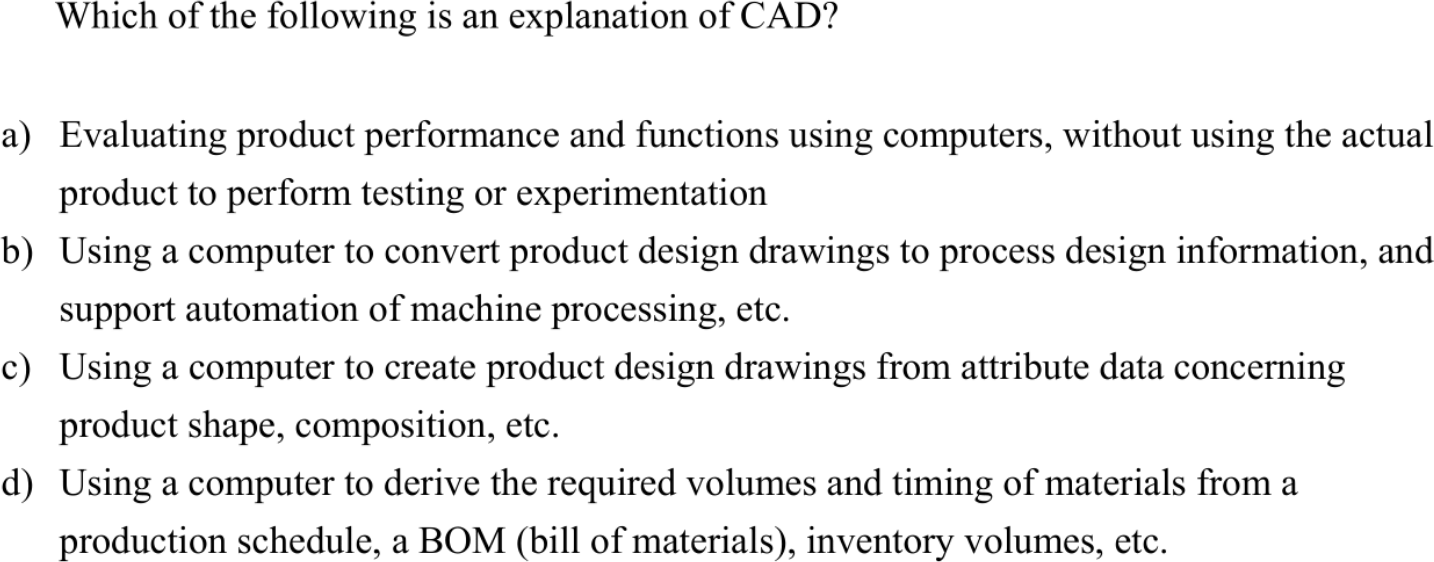 Which of the following is an explanation of CAD?
a) Evaluating product performance and functions using computers, without using the actual
product to perform testing or experimentation
b) Using a computer to convert product design drawings to process design information, and
support automation of machine processing, etc.
c) Using a computer to create product design drawings from attribute data concerning
product shape, composition, etc.
d) Using a computer to derive the required volumes and timing of materials from a
production schedule, a BOM (bill of materials), inventory volumes, etc.